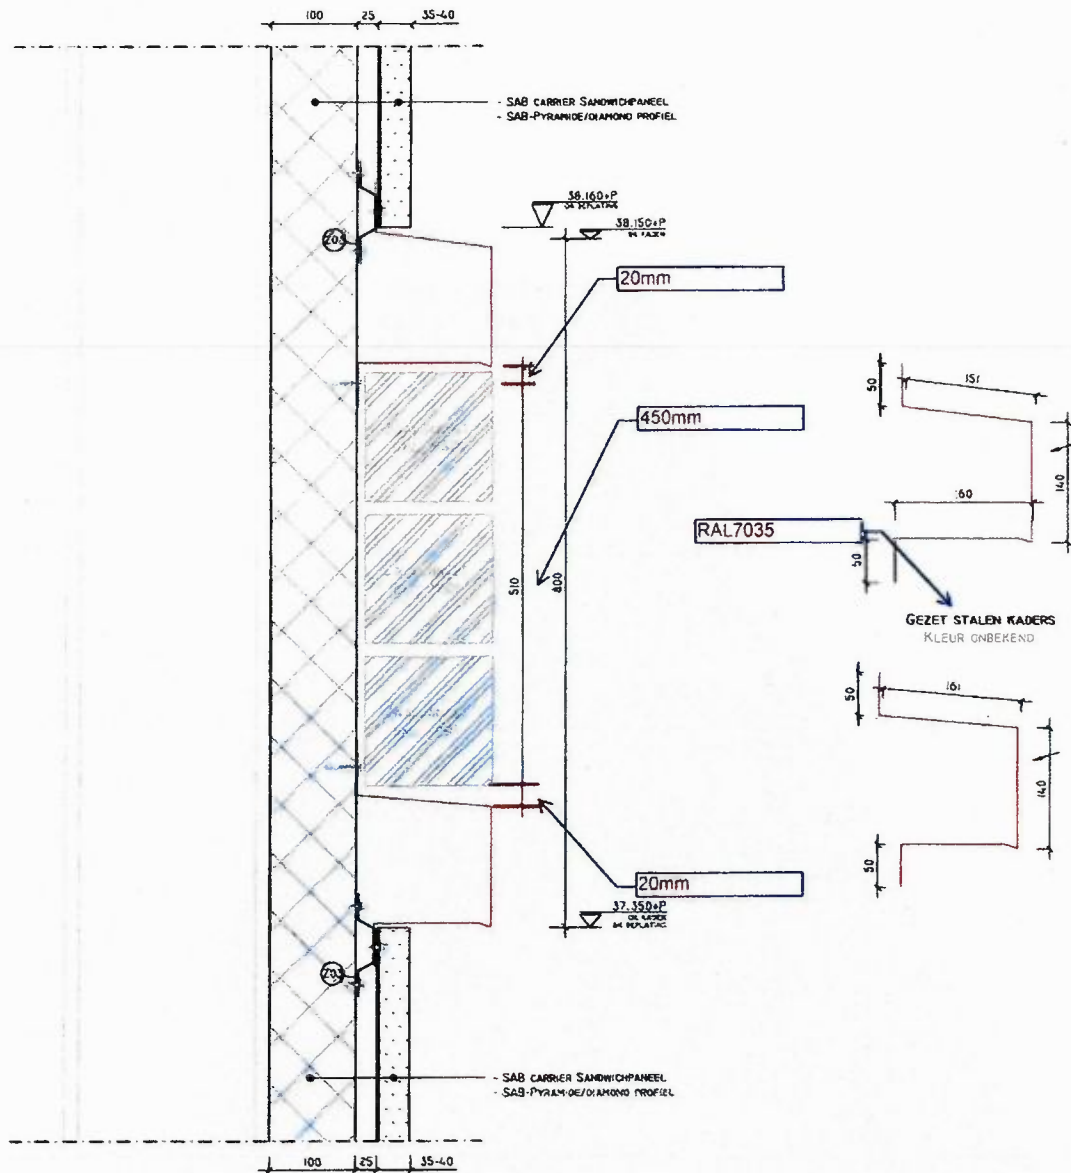 100 25 35-40
- SAB CARRIER SANDWICHPANEEL
- SAB-PYRAMIDE/DIAMOND PROFIEL
38.160+P
38.150+P
Z03
20mm
450mm
RAL7035
510
800
50
151
140
160
50
GEZET STALEN KADERS
KLEUR ONBEKEND
50
161
140
50
20mm
37.350+P
Z03
- SAB CARRIER SANDWICHPANEEL
- SAB-PYRAMIDE/DIAMOND PROFIEL
100 25 35-40